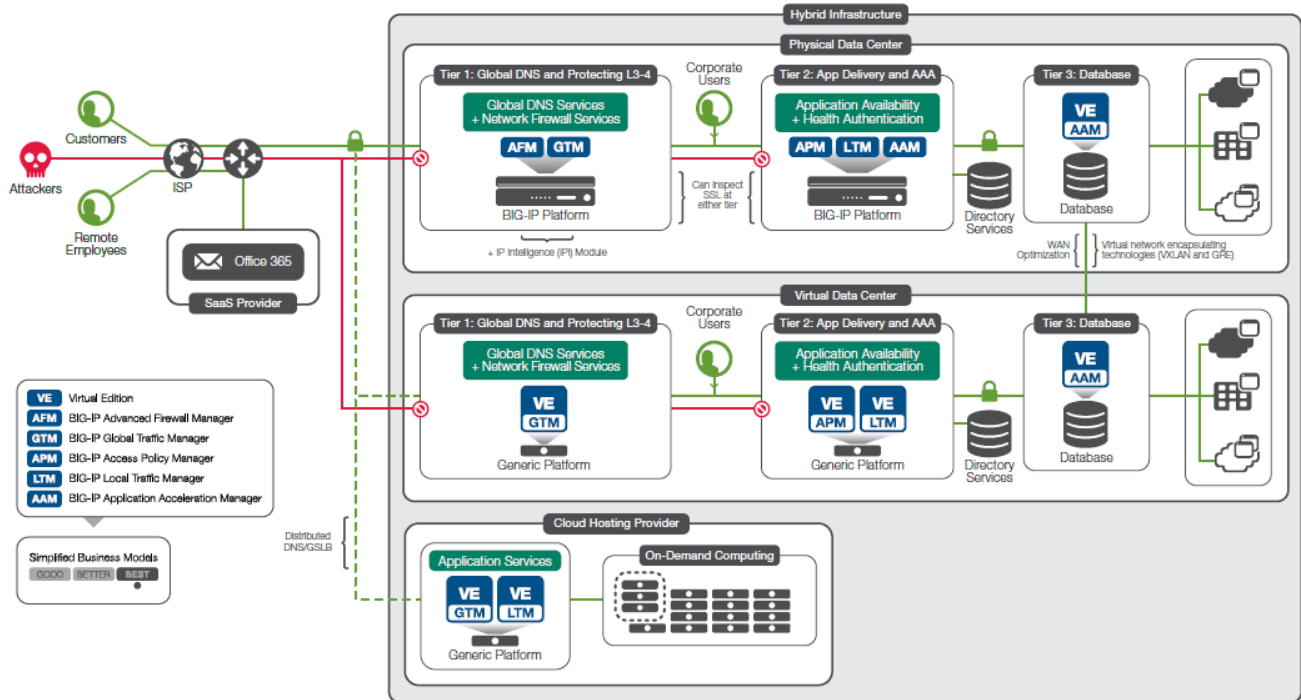 Hybrid Infrastructure
Physical Data Center
Tier 1: Global DNS and Protecting L3-4
Global DNS Services
+ Network Firewall Services
AFM
GTM
BIG-IP Platform
+ IP Intelligence (IPI) Module
Corporate
Users
Can Inspect
SSL at
either tier
Tier 2: App Delivery and AAA
Application Availability
+ Health Authentication
APM
LTM
AAM
BIG-IP Platform
Directory
Services
Tier 3: Database
VE
AAM
Database
WAN
Optimization
Virtual network encapsulating
technologies (VXLAN and GRE)
Customers
Attackers
ISP
Remote
Employees
Office 365
SaaS Provider
Virtual Data Center
Tier 1: Global DNS and Protecting L3-4
Global DNS Services
+ Network Firewall Services
VE
GTM
Generic Platform
Corporate
Users
Tier 2: App Delivery and AAA
Application Availability
+ Health Authentication
VE
APM
VE
LTM
Generic Platform
Directory
Services
Tier 3: Database
VE
AAM
Database
VE Virtual Edition
AFM BIG-IP Advanced Firewall Manager
GTM BIG-IP Global Traffic Manager
APM BIG-IP Access Policy Manager
LTM BIG-IP Local Traffic Manager
AAM BIG-IP Application Acceleration Manager
Simplified Business Models
GOOD BETTER BEST
Distributed
DNS/GSLB
Cloud Hosting Provider
Application Services
VE
GTM
VE
LTM
Generic Platform
On-Demand Computing